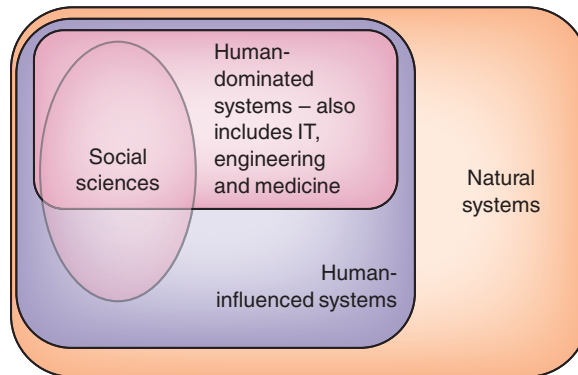 Human-
dominated
systems – also
includes IT,
engineering
and medicine
Social
sciences
Natural
systems
Human-
influenced systems